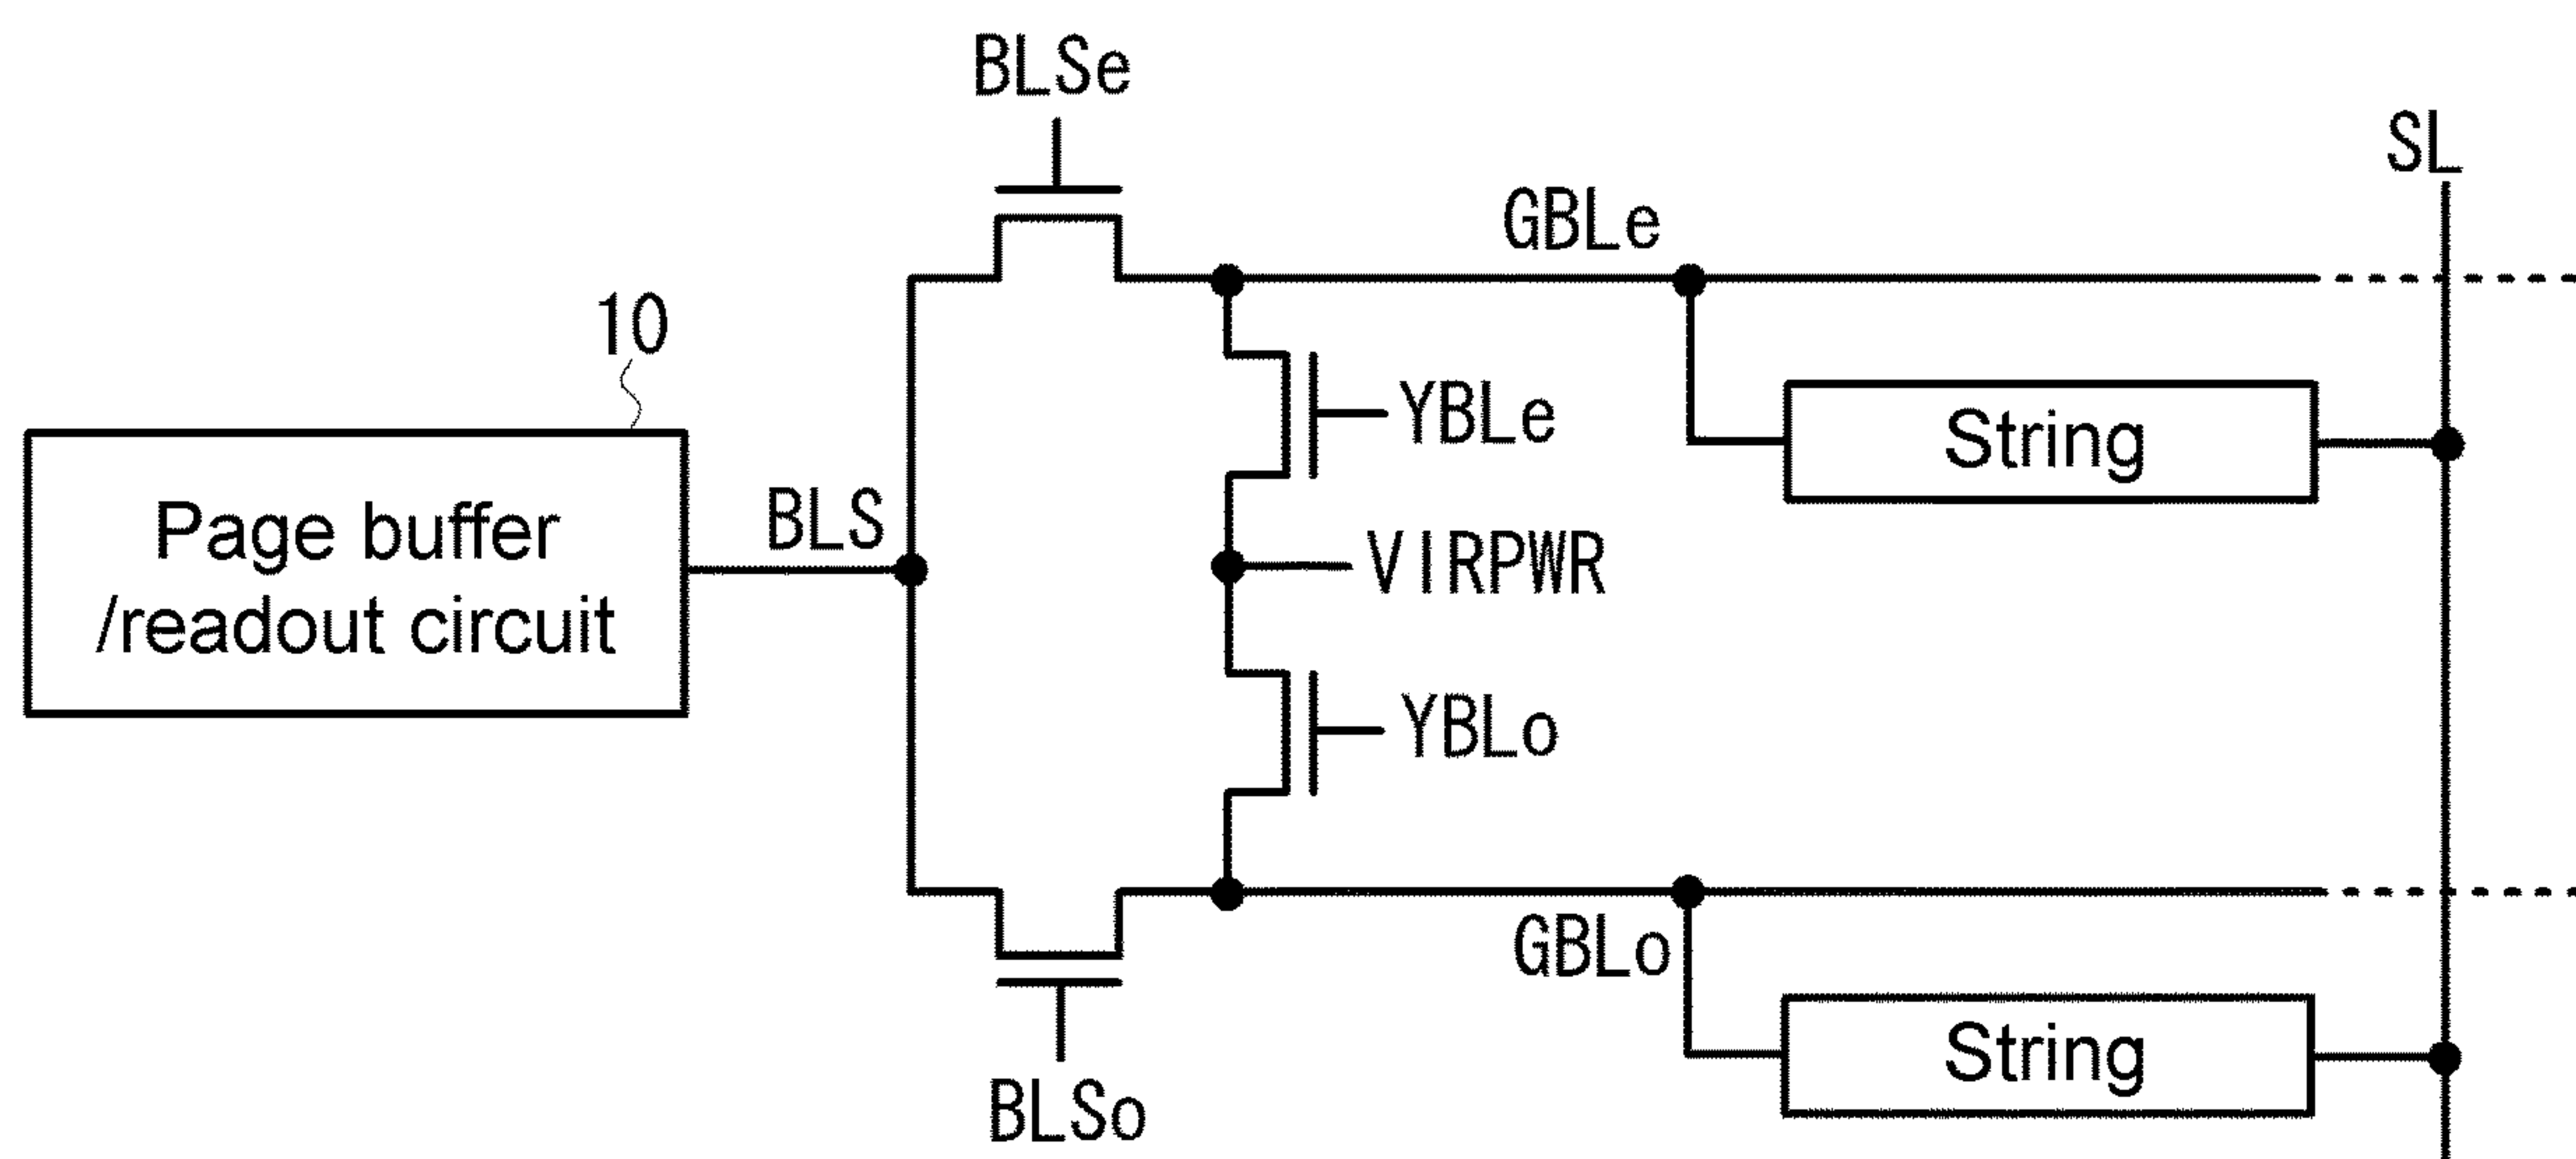 BLSe
SL
GBLe
10
YBLe
String
BLS
Page buffer
/readout circuit
VIRPWR
YBLo
GBLo
String
BLSo